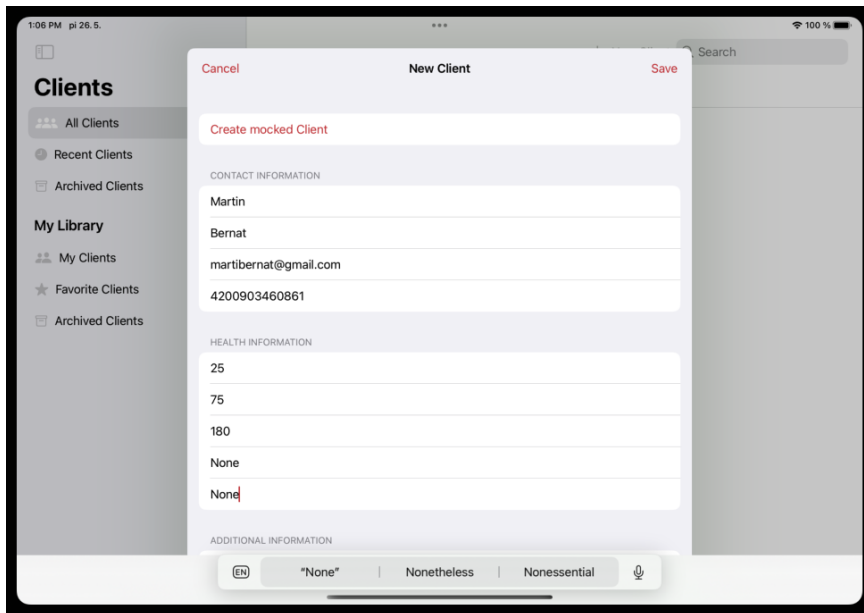 1:06 PM pi 26. 5.
100 %
Search
Cancel
New Client
Save
Clients
All Clients
Recent Clients
Archived Clients
My Library
My Clients
Favorite Clients
Archived Clients
Create mocked Client
CONTACT INFORMATION
Martin
Bernat
martibernat@gmail.com
4200903460861
HEALTH INFORMATION
25
75
180
None
None
ADDITIONAL INFORMATION
EN
“None”
Nonetheless
Nonessential